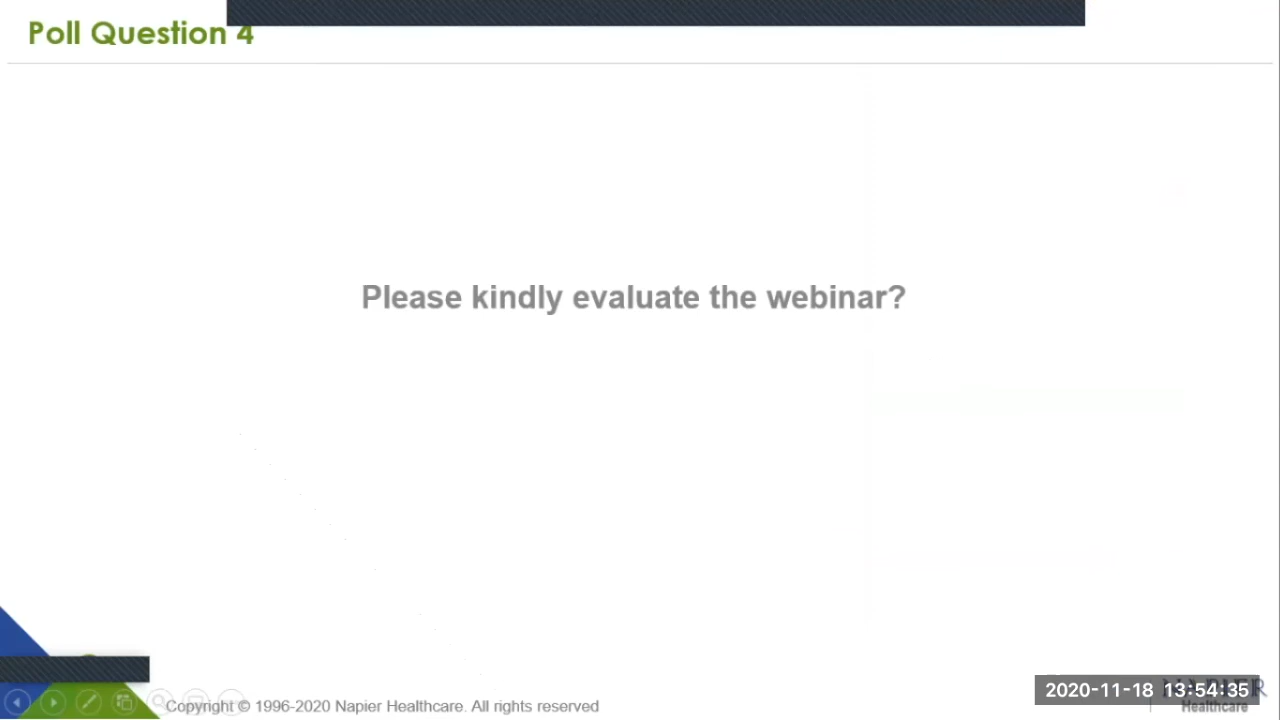 Poll Question 4
Please kindly evaluate the webinar?
2020-11-18 13:54:35
Healthcare
Copyright © 1996-2020 Napier Healthcare. All rights reserved